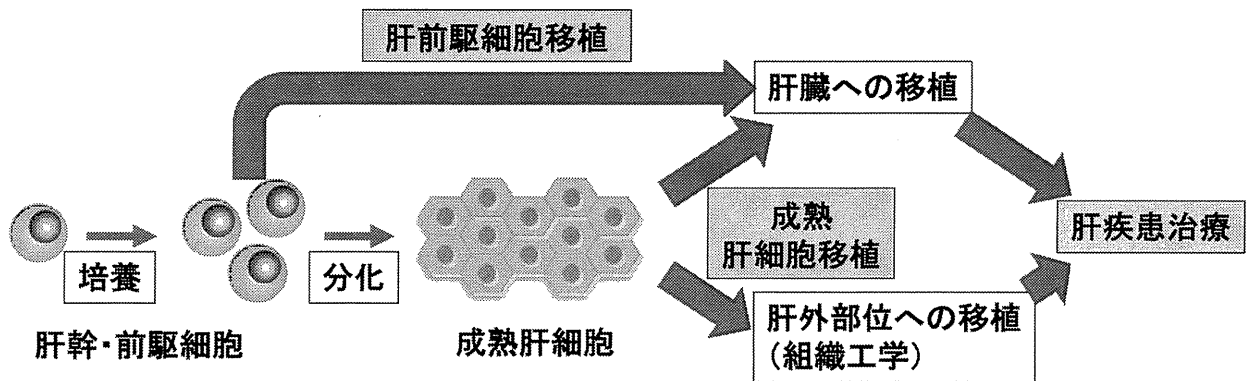 肝前駆細胞移植
肝臓への移植
成熟
肝細胞移植
肝疾患治療
培養
分化
肝幹・前駆細胞
成熟肝細胞
肝外部位への移植
（組織工学）